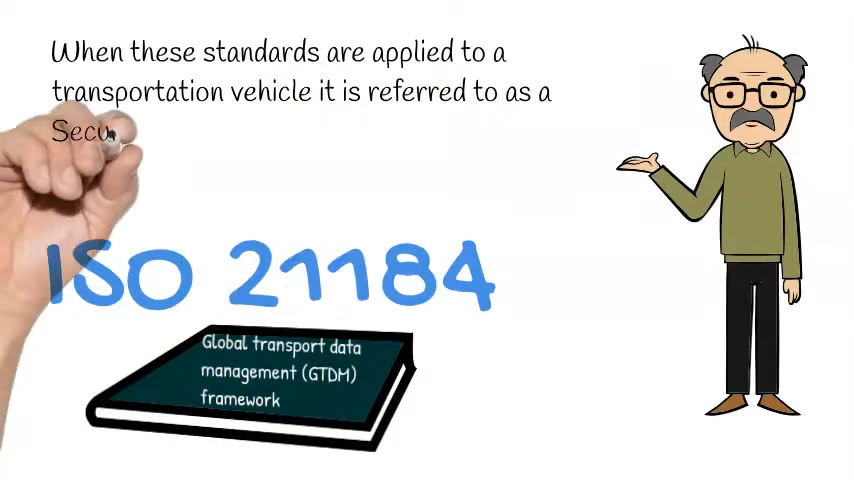 When these standards are applied to a
transportation vehicle it is referred to as a
Secu
ISO 21184
Global transport data
management (GTDM)
framework